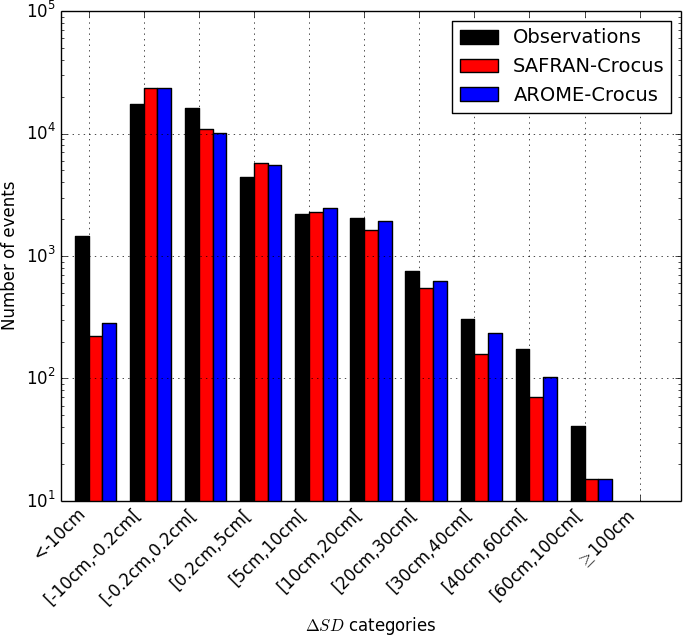 10^5
10^4
10^3
10^2
10^1
Number of events
Observations
SAFRAN-Crocus
AROME-Crocus
<-10cm
[-10cm,-0.2cm[
[-0.2cm,0.2cm[
[0.2cm,5cm[
[5cm,10cm[
[10cm,20cm[
[20cm,30cm[
[30cm,40cm[
[40cm,60cm[
[60cm,100cm[
≥100cm
ΔSD categories